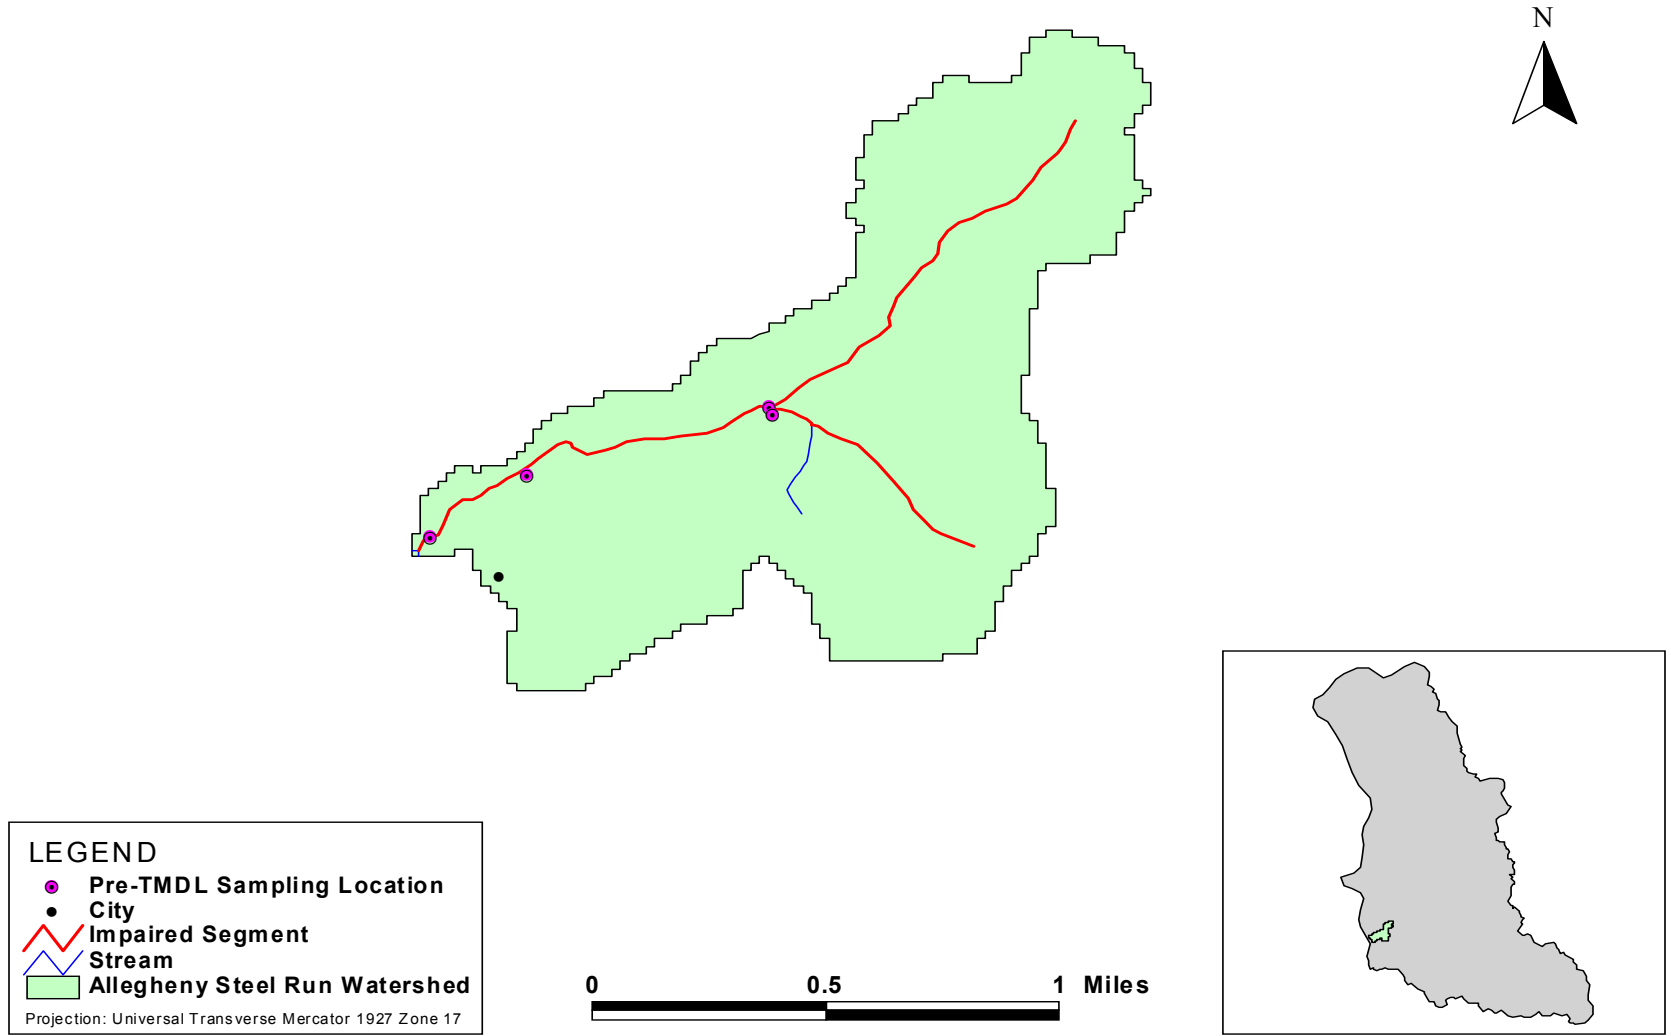 N
LEGEND
Pre-TMDL Sampling Location
City
Impaired Segment
Stream
Allegheny Steel Run Watershed
Projection: Universal Transverse Mercator 1927 Zone 17
0 0.5 1 Miles